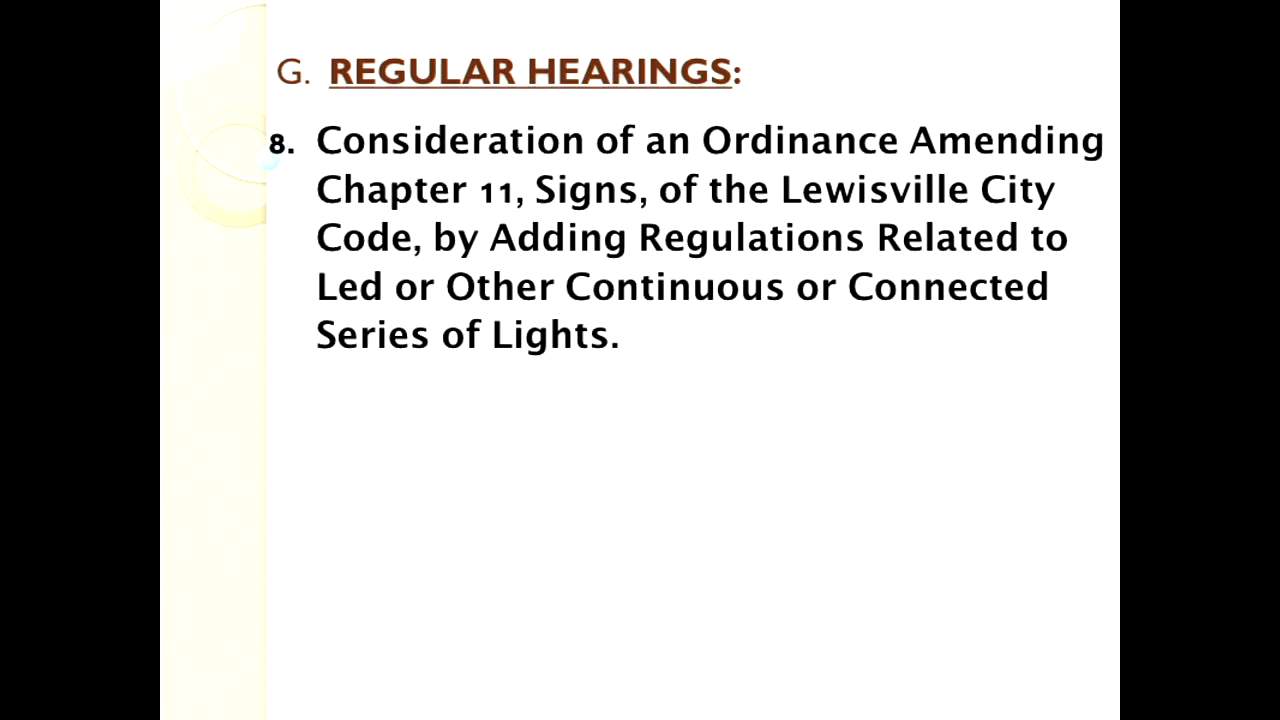 G. REGULAR HEARINGS:
8. Consideration of an Ordinance Amending
Chapter 11, Signs, of the Lewisville City
Code, by Adding Regulations Related to
Led or Other Continuous or Connected
Series of Lights.